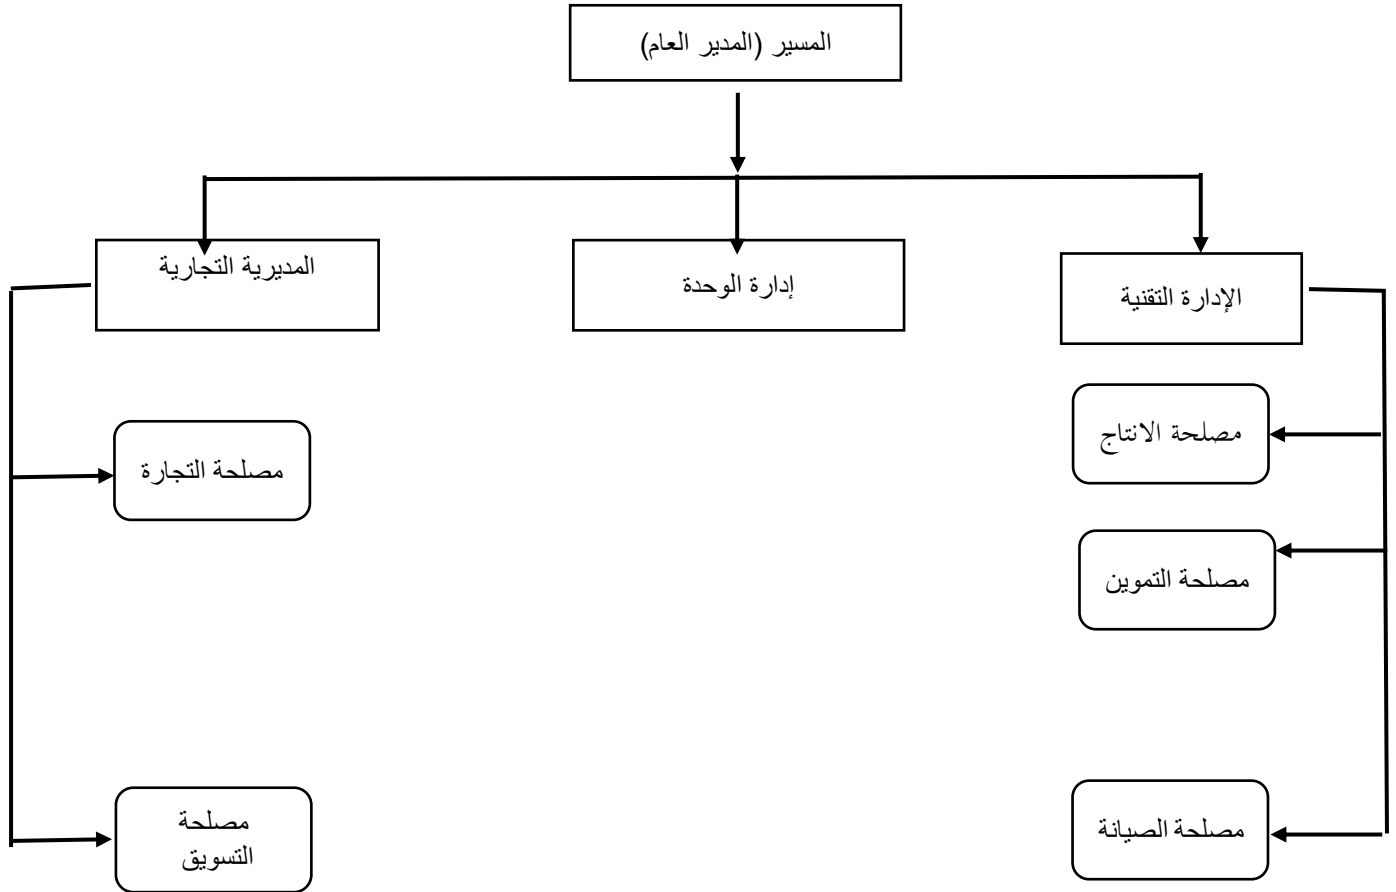 المسير (المدير العام)
الإدارة التقنية
إدارة الوحدة
المديرية التجارية
مصلحة الانتاج
مصلحة التجارة
مصلحة التموين
مصلحة الصيانة
مصلحة
التسويق